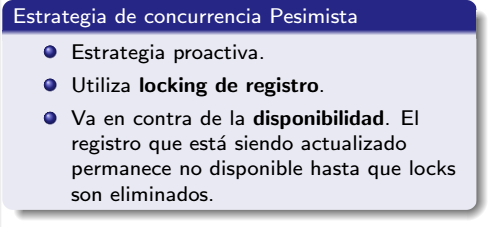 Estrategia de concurrencia Pesimista
Estrategia proactiva.
Utiliza locking de registro.
Va en contra de la disponibilidad. El
registro que está siendo actualizado
permanece no disponible hasta que locks
son eliminados.